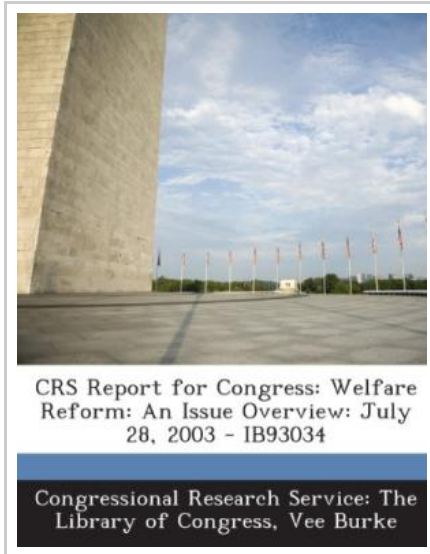 CRS Report for Congress: Welfare
Reform: An Issue Overview: July
28, 2003 - IB93034
Congressional Research Service: The
Library of Congress, Vee Burke